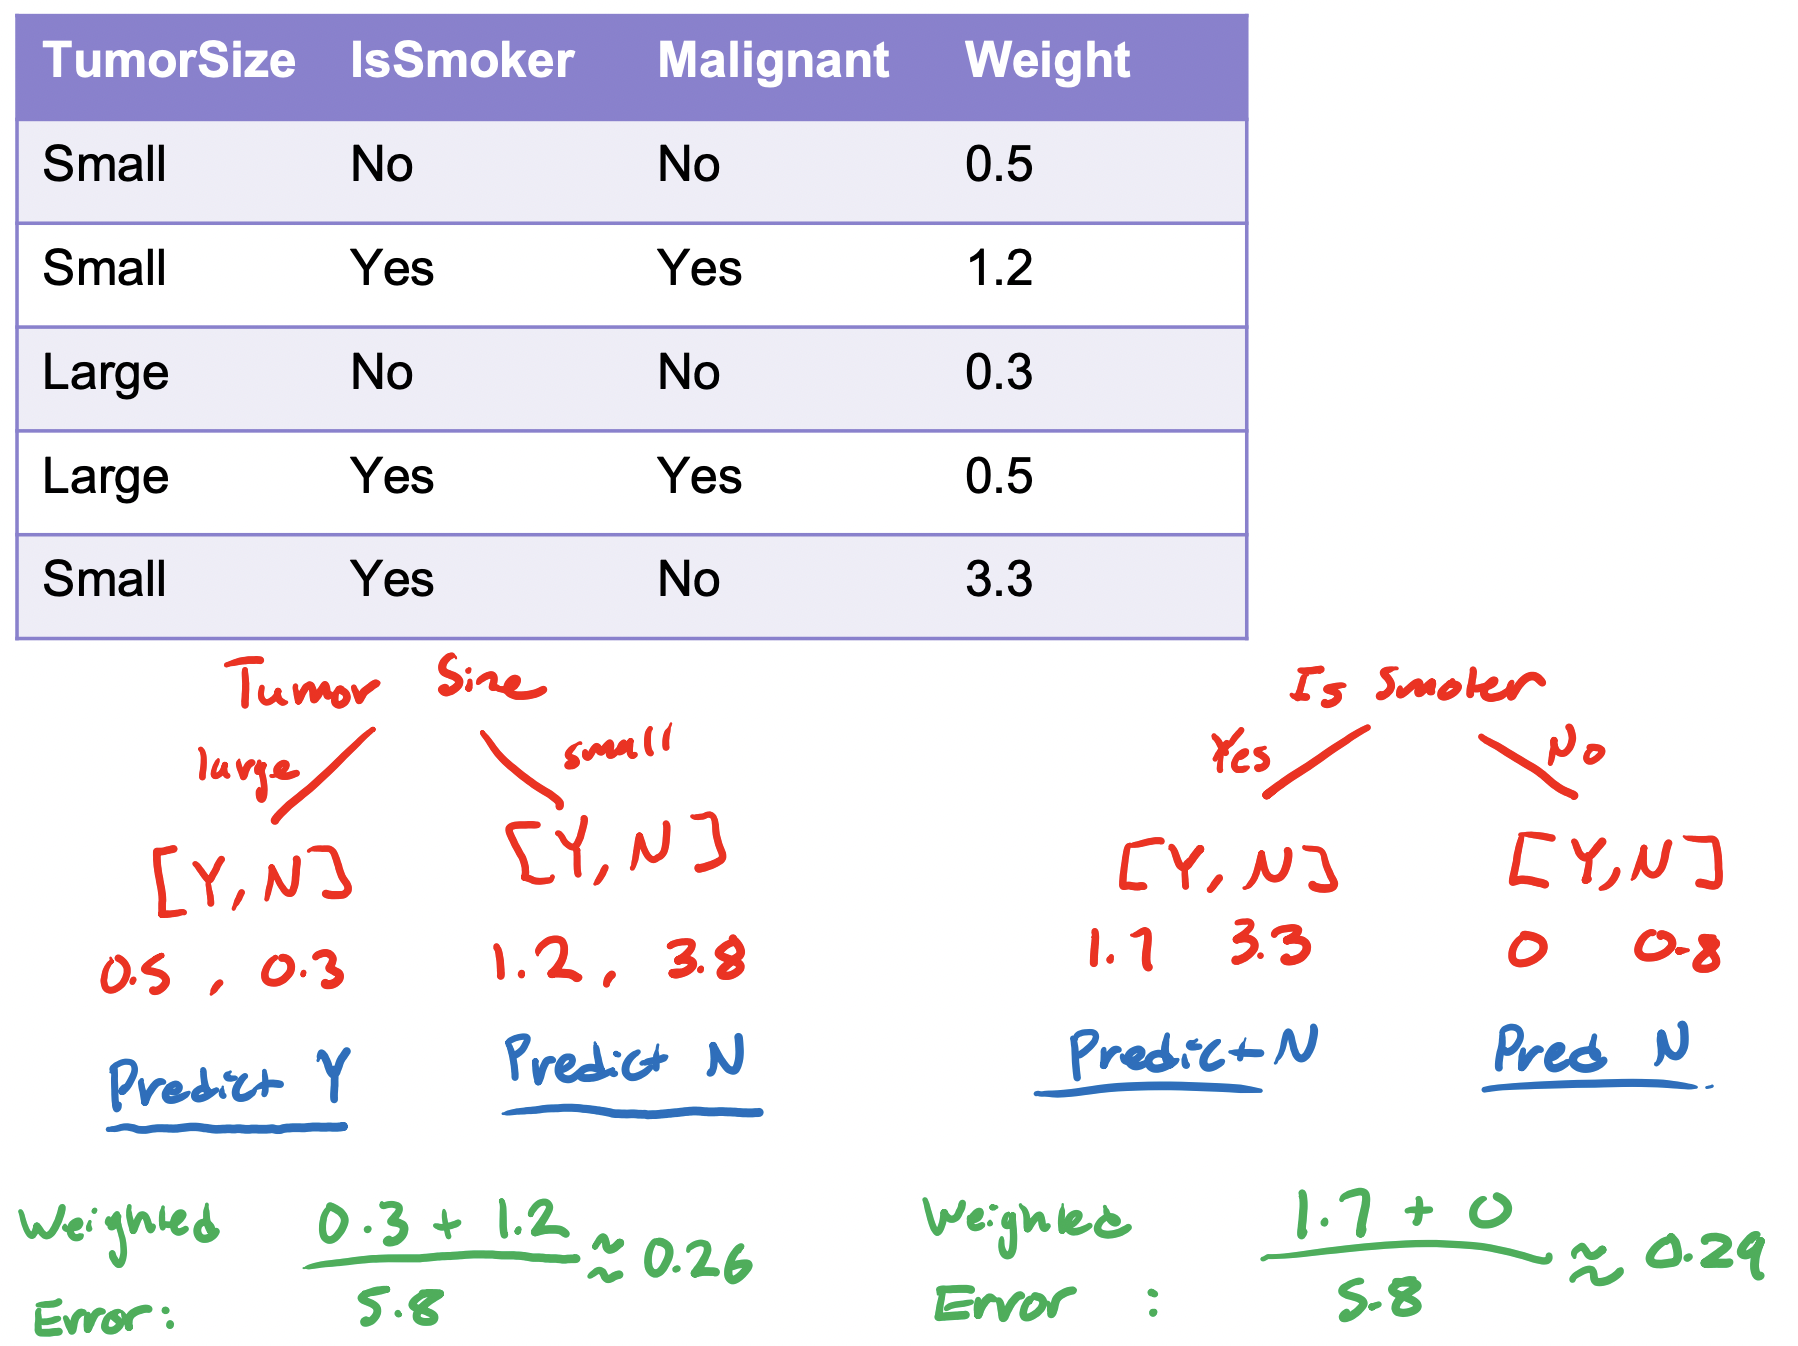 TumorSize IsSmoker Malignant Weight
Small No No 0.5
Small Yes Yes 1.2
Large No No 0.3
Large Yes Yes 0.5
Small Yes No 3.3
Tumor Size Is Smoker
large small Yes No
[Y, N] [Y, N] [Y, N] [Y, N]
0.5 , 0.3 1.2 , 3.8 1.7 3.3 0 0.8
Predict Y Predict N Predict N Pred N
Weighted 0.3 + 1.2 ≈ 0.26 Weighted 1.7 + 0 ≈ 0.29
Error: 5.8 Error : 5.8